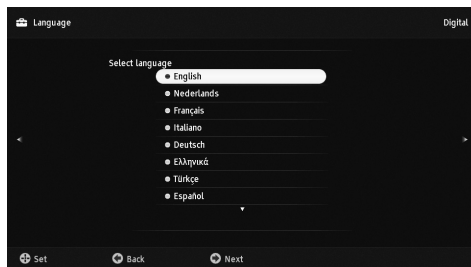 Language
Digital
Select language
English
Nederlands
Français
Italiano
Deutsch
Ελληνικά
Türkçe
Español
Set Back Next